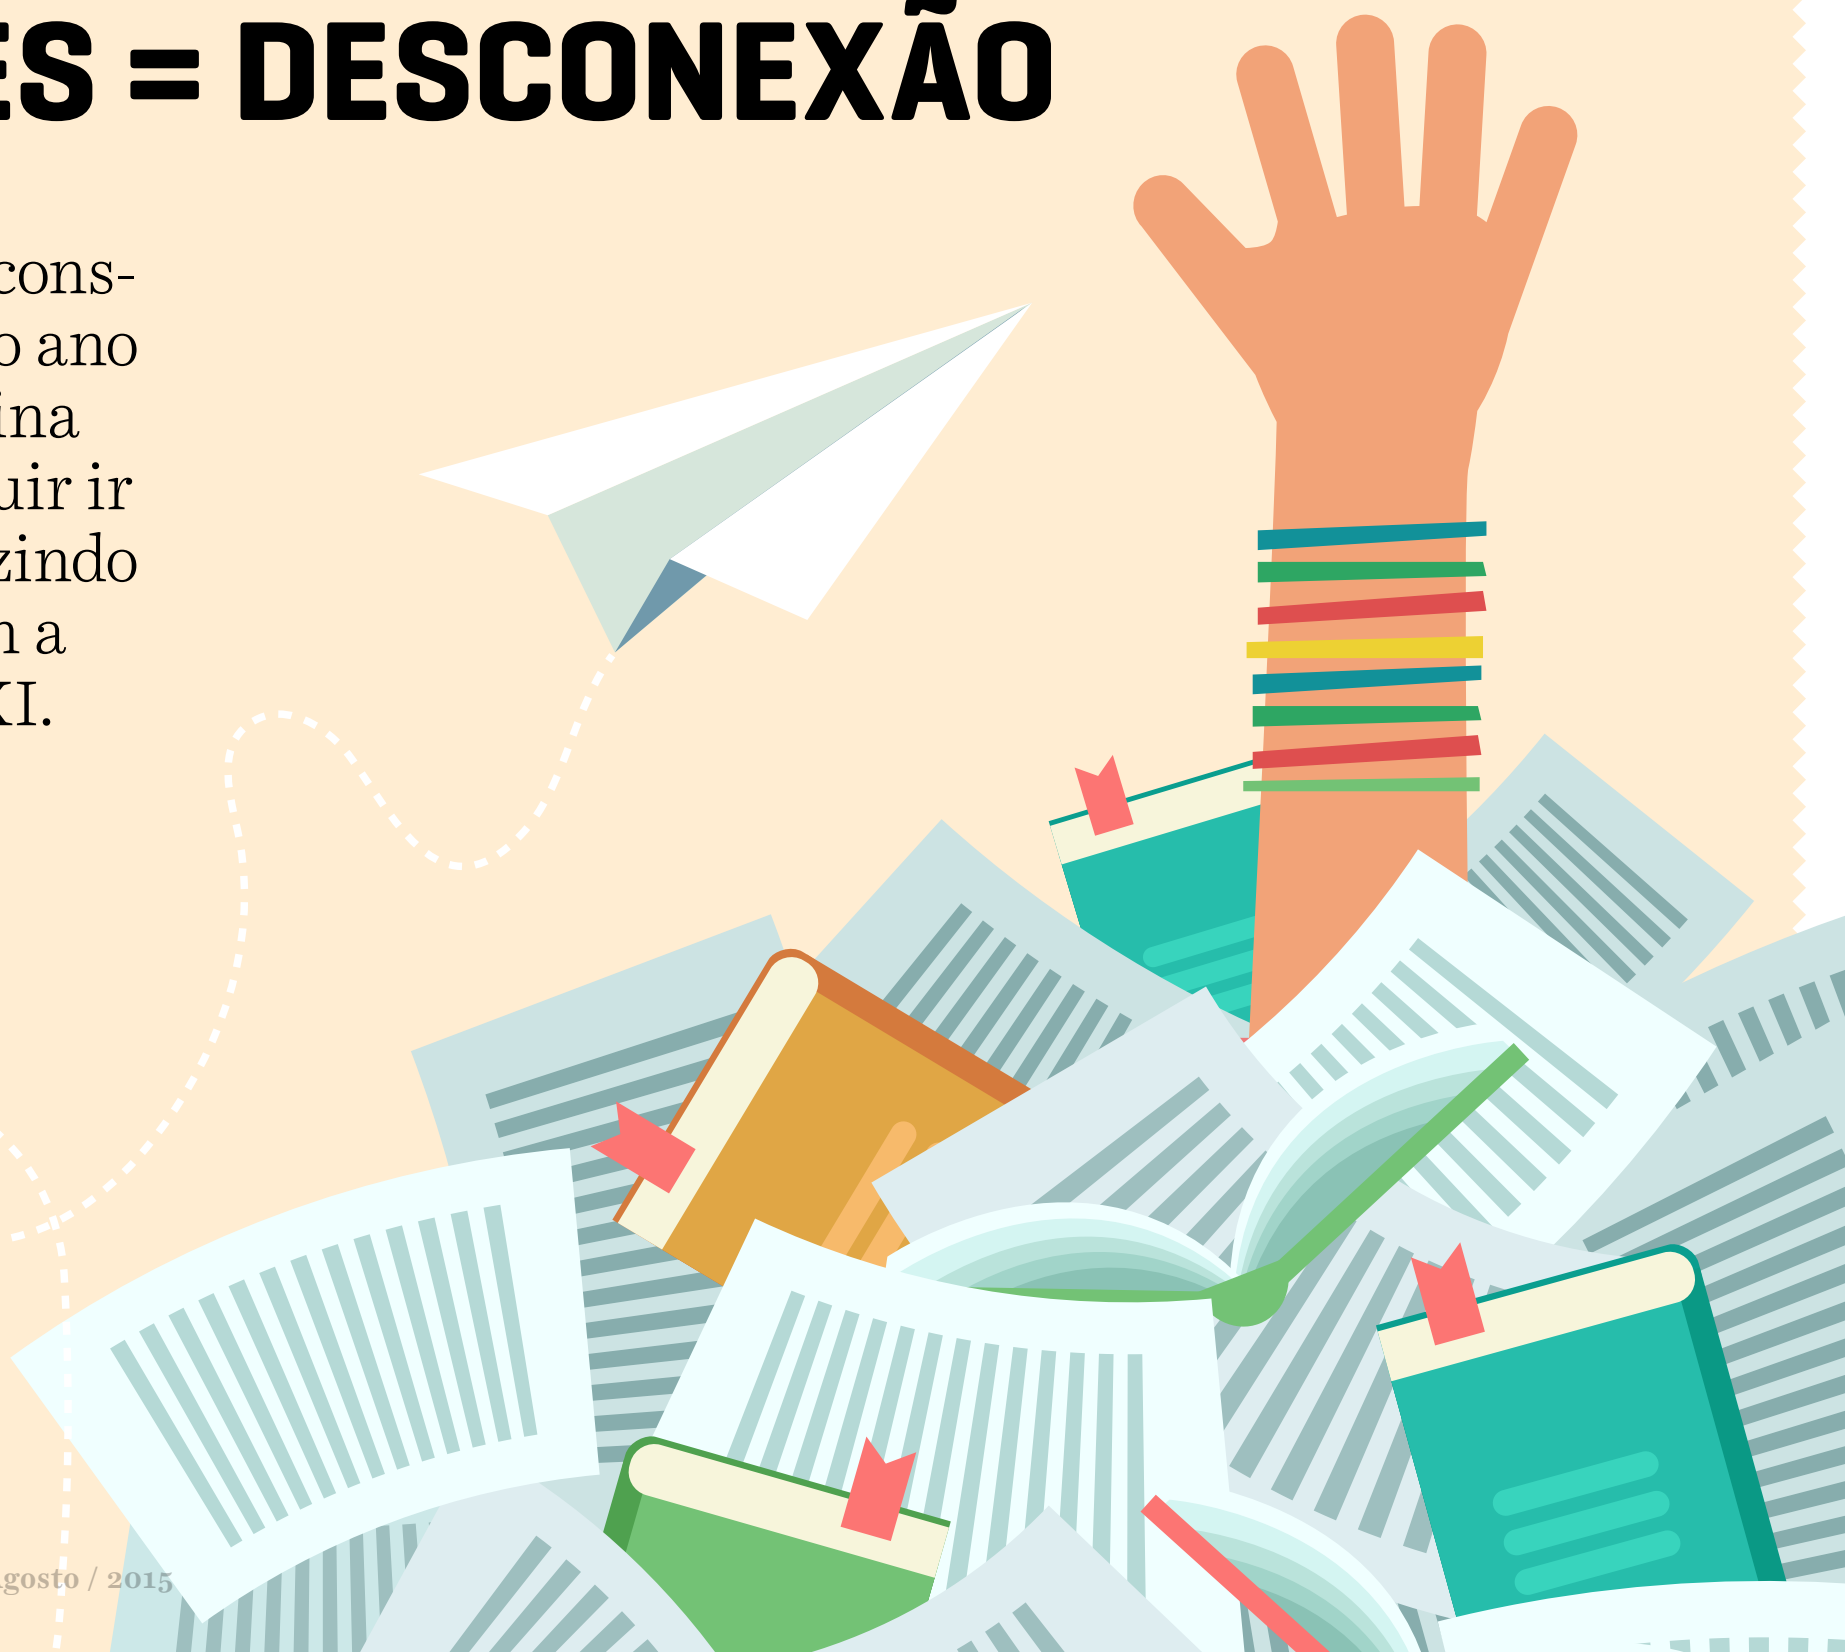 ES = DESCONEXÃO
cons-
o ano
ina
uir ir
zindo
a
XI.
gosto / 2015